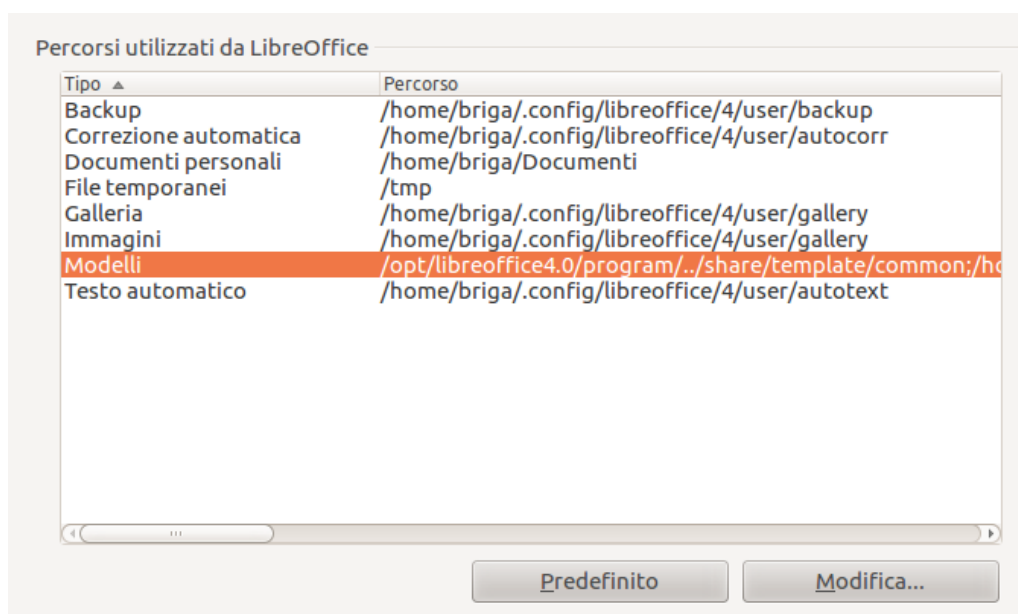 Percorsi utilizzati da LibreOffice
Tipo Percorso
Backup /home/briga/.config/libreoffice/4/user/backup
Correzione automatica /home/briga/.config/libreoffice/4/user/autocorr
Documenti personali /home/briga/Documenti
File temporanei /tmp
Galleria /home/briga/.config/libreoffice/4/user/gallery
Immagini /home/briga/.config/libreoffice/4/user/gallery
Modelli /opt/libreoffice4.0/program/../share/template/common;/ho
Testo automatico /home/briga/.config/libreoffice/4/user/autotext
Predefinito Modifica...